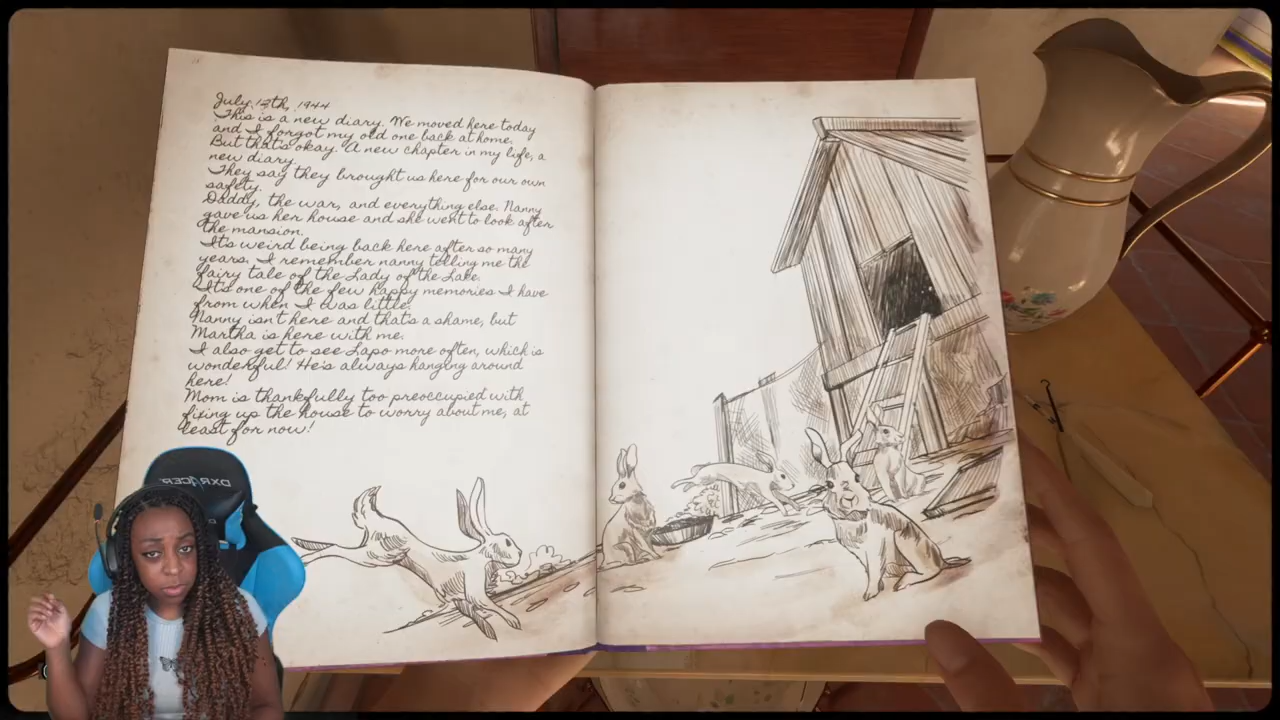 July 13th, 1944
This is a new diary. We moved here today
and I forgot my old one back at home.
But that's okay. A new chapter in my life, a
new diary.
They say they brought us here for our own
safety.
Daddy, the war, and everything else. Nanny
gave us her house and she went to look after
the mansion.
It's weird being back here after so many
years. I remember nanny telling me the
fairy tale of the Lady of the Lake.
It's one of the few happy memories I have
from when I was little.
Nanny isn't here and that's a shame, but
Martha is here with me.
I also get to see Lapo more often, which is
wonderful! He's always hanging around
here!
Mom is thankfully too preoccupied with
fixing up the house to worry about me, at
least for now!
DXRACER